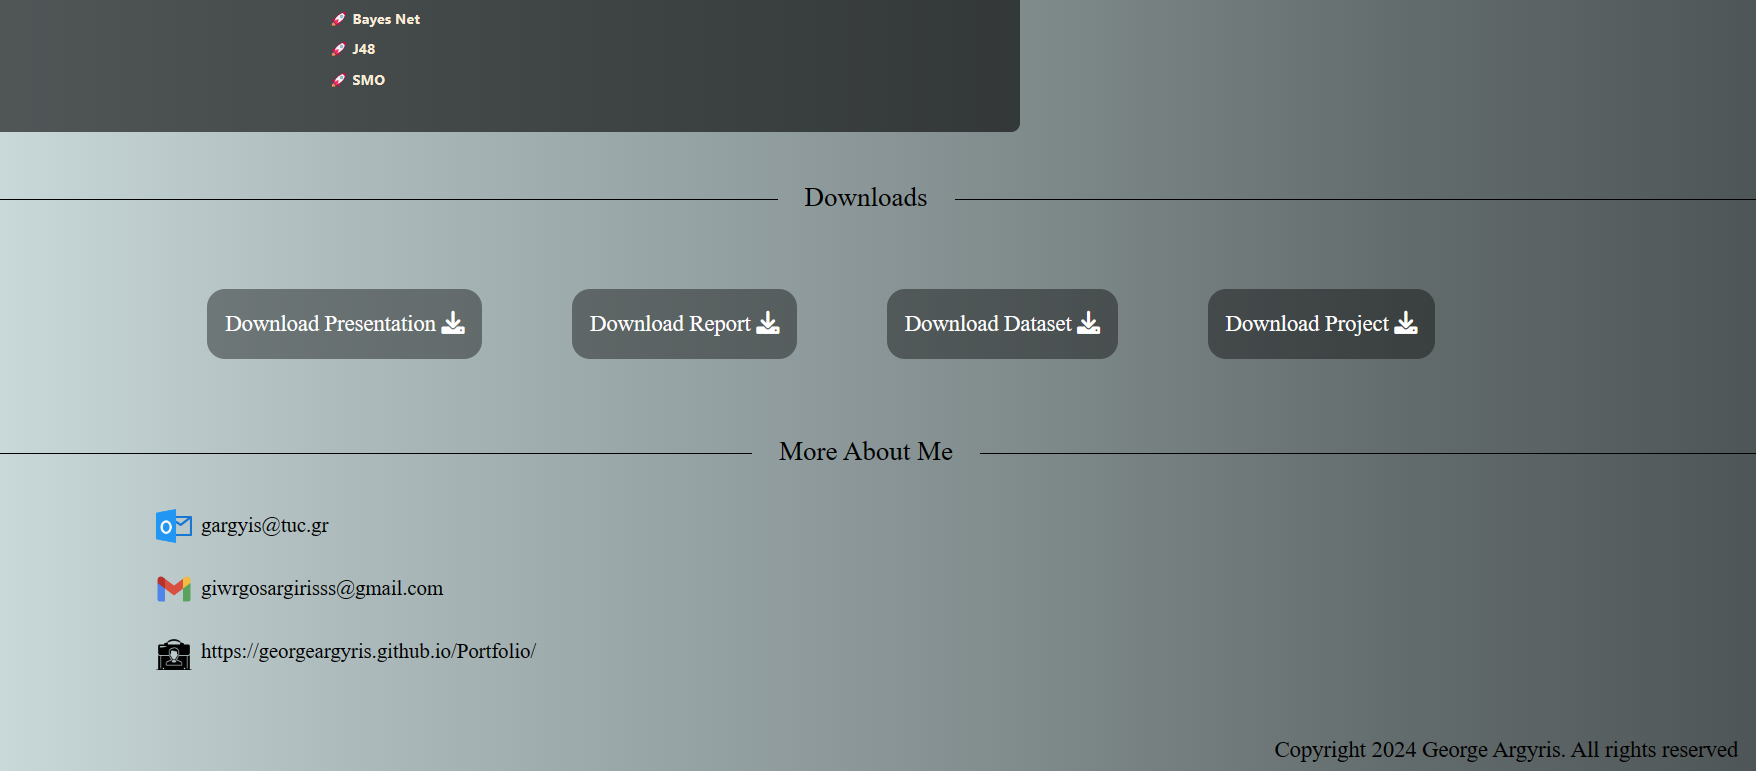 Bayes Net
J48
SMO
Downloads
Download Presentation
Download Report
Download Dataset
Download Project
More About Me
gargyis@tuc.gr
giwrgosargirisss@gmail.com
https://georgeargyris.github.io/Portfolio/
Copyright 2024 George Argyris. All rights reserved